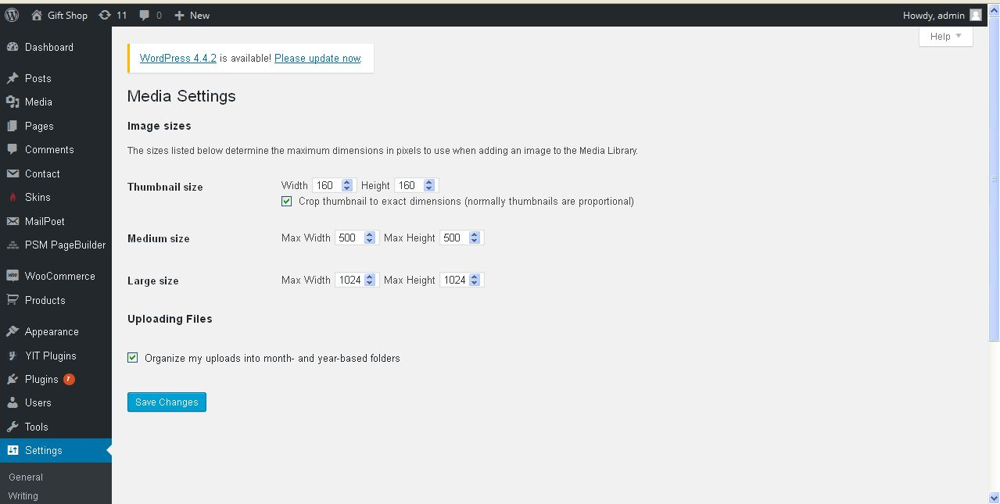 Gift Shop 11 0 New Howdy, admin
Help
Dashboard
Posts
Media
Pages
Comments
Contact
Skins
MailPoet
PSM PageBuilder
WooCommerce
Products
Appearance
YIT Plugins
Plugins 7
Users
Tools
Settings
General
Writing
WordPress 4.4.2 is available! Please update now.
Media Settings
Image sizes
The sizes listed below determine the maximum dimensions in pixels to use when adding an image to the Media Library.
Thumbnail size Width 160 Height 160
Crop thumbnail to exact dimensions (normally thumbnails are proportional)
Medium size Max Width 500 Max Height 500
Large size Max Width 1024 Max Height 1024
Uploading Files
Organize my uploads into month- and year-based folders
Save Changes